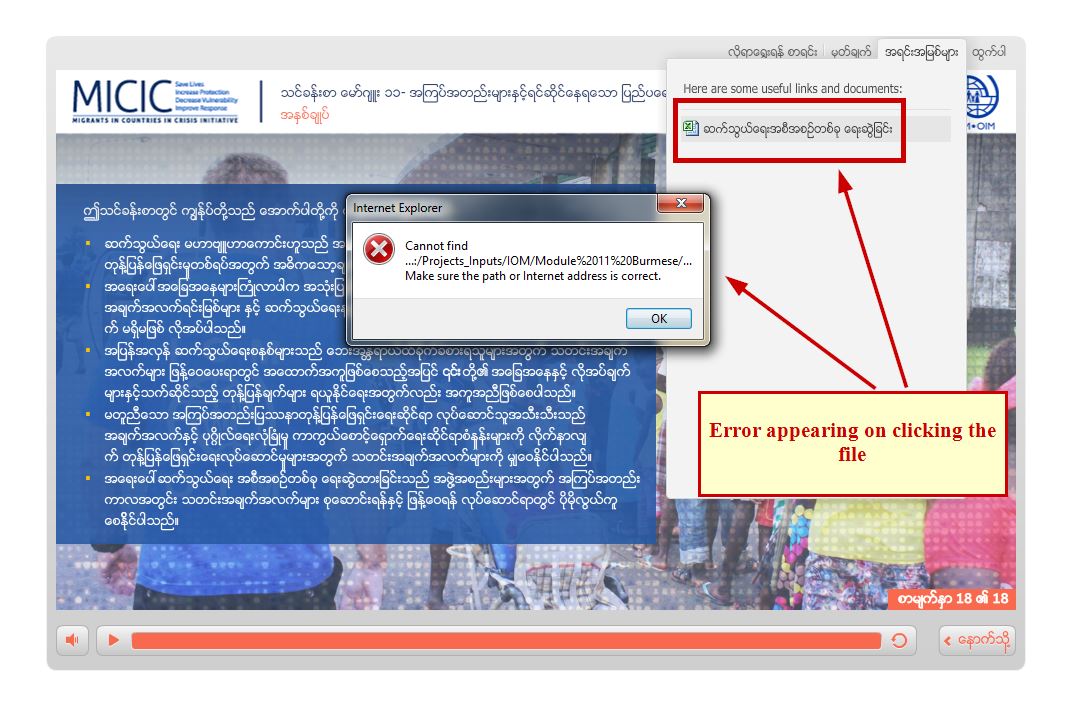 လိုရာရွေးရန် စာရင်း
မှတ်ချက်
အရင်းအမြစ်များ
ထွက်ပါ
MICIC
Save Lives
Increase Protection
Decrease Vulnerability
Improve Response
MIGRANTS IN COUNTRIES IN CRISIS INITIATIVE
သင်ခန်းစာ မော်ဂျူး ၁၁- အကြပ်အတည်းများနှင့်ရင်ဆိုင်နေရသော ပြည်ပ
အနှစ်ချုပ်
Here are some useful links and documents:
ဆက်သွယ်ရေးအစီအစဉ်တစ်ခု ရေးဆွဲခြင်း
OIM
ဤသင်ခန်းစာတွင် ကျွန်ုပ်တို့သည် အောက်ပါတို့ကို
ဆက်သွယ်ရေး မဟာဗျူဟာကောင်းဟူသည်
တုန့်ပြန်ဖြေရှင်းမှုတစ်ရပ်အတွက်
အရေးပေါ်အခြေအနေများကြုံလာပါက
အချက်အလက်ရင်းမြစ်များ နှင့်
က် မရှိမဖြစ် လိုအပ်ပါသည်။
အပြန်အလှန် ဆက်သွယ်ရေးစနစ်များသည် ဘေးအန္တရာယ်ထိခိုက်ခံစားရသူများအတွက် သတင်းအချက်
အလက်များ ဖြန့်ဝေပေးရာတွင် အထောက်အကူဖြစ်စေသည့်အပြင် ၎င်းတို့၏ အခြေအနေနှင့် လိုအပ်ချက်
များနှင့်သက်ဆိုင်သည့် တုန့်ပြန်ချက်များ ရယူနိုင်ရေးအတွက်လည်း အကူအညီဖြစ်စေပါသည်။
မတူညီသော အကြပ်အတည်းပြဿနာတုန့်ပြန်ဖြေရှင်းရေးဆိုင်ရာ လုပ်ဆောင်သူအသီးသီးသည်
အချက်အလက်နှင့် ပုဂ္ဂိုလ်ရေးလုံခြုံမှု ကာကွယ်စောင့်ရှောက်ရေးဆိုင်ရာစံနှုန်းများကို လိုက်နာလျ
က် တုန့်ပြန်ဖြေရှင်းရေးလုပ်ဆောင်မှုများအတွက် သတင်းအချက်အလက်များကို မျှဝေနိုင်ပါသည်။
အရေးပေါ် ဆက်သွယ်ရေး အစီအစဉ်တစ်ခု ရေးဆွဲထားခြင်းသည် အဖွဲ့အစည်းများအတွက် အကြပ်အတည်း
ကာလအတွင်း သတင်းအချက်အလက်များ စုဆောင်းရန်နှင့် ဖြန့်ဝေရန် လုပ်ဆောင်ရာတွင် ပိုမိုလွယ်ကူ
စေနိုင်ပါသည်။
Internet Explorer
Cannot find
...:/Projects_Inputs/IOM/Module%2011%20Burmese/...
Make sure the path or Internet address is correct.
OK
Error appearing on clicking the
file
စာမျက်နှာ 18 ၏ 18
နောက်သို့